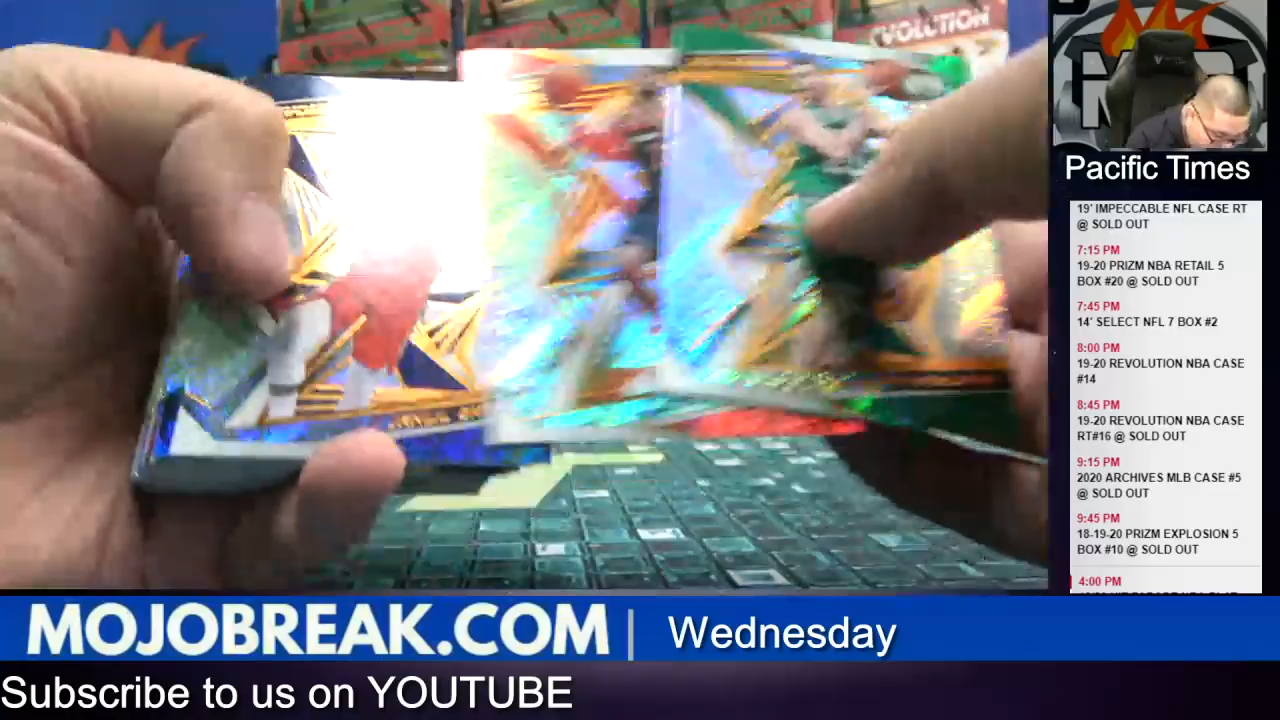 REVOLUTION
Pacific Times
19' IMPECCABLE NFL CASE RT
@ SOLD OUT
7:15 PM
19-20 PRIZM NBA RETAIL 5
BOX #20 @ SOLD OUT
7:45 PM
14' SELECT NFL 7 BOX #2
8:00 PM
19-20 REVOLUTION NBA CASE
#14
8:45 PM
19-20 REVOLUTION NBA CASE
RT#16 @ SOLD OUT
9:15 PM
2020 ARCHIVES MLB CASE #5
@ SOLD OUT
9:45 PM
18-19-20 PRIZM EXPLOSION 5
BOX #10 @ SOLD OUT
4:00 PM
MOJOBREAK.COM | Wednesday
Subscribe to us on YOUTUBE